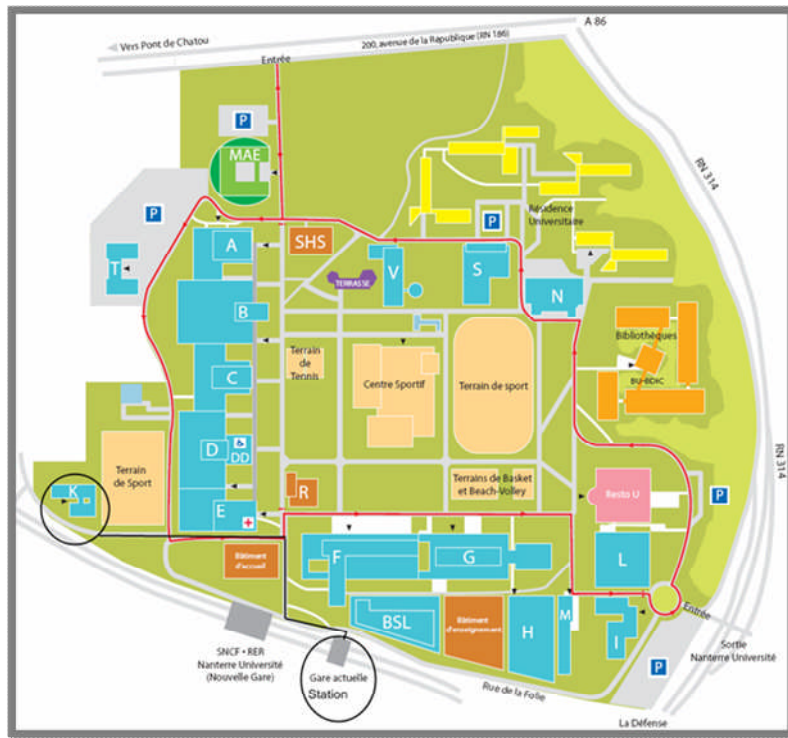 A 86
Vers Pont de Chatou
200, avenue de la République (RN 186)
Entrée
P
MAE
RN 314
P
Résidence
Universitaire
P
A
SHS
T
V
S
TERRASSE
N
B
Bibliothèques
Terrain
de
Tennis
Centre Sportif
Terrain de sport
BU-BDIC
C
D
DD
Terrain
de Sport
RN 314
K
R
Terrains de Basket
et Beach-Volley
Resto U
P
E
F
G
L
Bâtiment
d'accueil
BSL
Bâtiment
d'enseignement
H
M
I
Entrée
Sortie
Nanterre Université
SNCF • RER
Nanterre Université
(Nouvelle Gare)
Gare actuelle
Station
P
Rue de la Folie
La Défense